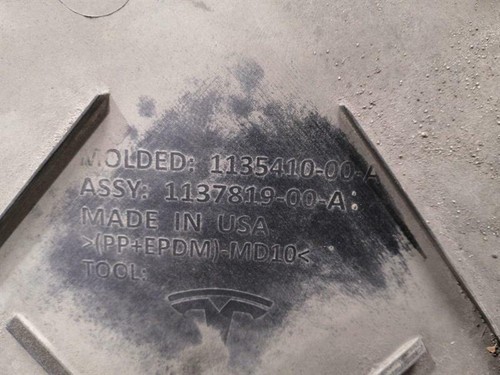 MOLDED: 1135410-00-A
ASSY: 1137819-00-A
MADE IN USA
>(PP+EPDM)-MD10<
TOOL: